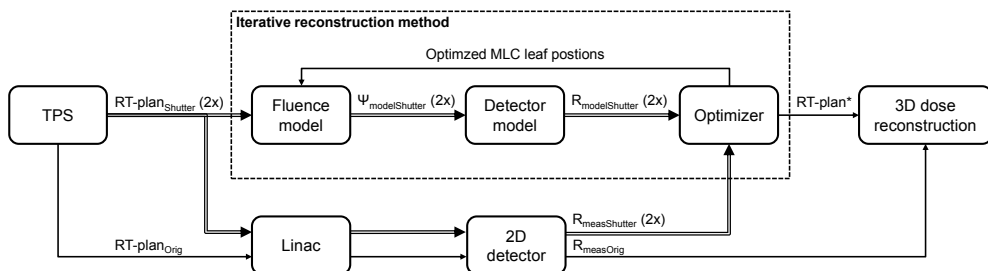 Iterative reconstruction method
Optimzed MLC leaf postions
TPS
RT-planShutter (2x)
Fluence
model
ΨmodelShutter (2x)
Detector
model
RmodelShutter (2x)
Optimizer
RT-plan*
3D dose
reconstruction
RT-planOrig
Linac
2D
detector
RmeasShutter (2x)
RmeasOrig